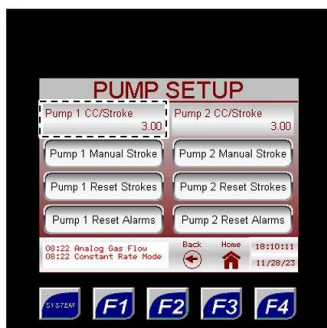 PUMP SETUP
Pump 1 CC/Stroke
3.00
Pump 2 CC/Stroke
3.00
Pump 1 Manual Stroke
Pump 2 Manual Stroke
Pump 1 Reset Strokes
Pump 2 Reset Strokes
Pump 1 Reset Alarms
Pump 2 Reset Alarms
08:22 Analog Gas Flow
08:22 Constant Rate Mode
Back
Home
18:10:11
11/28/23
SYSTEM
F1
F2
F3
F4